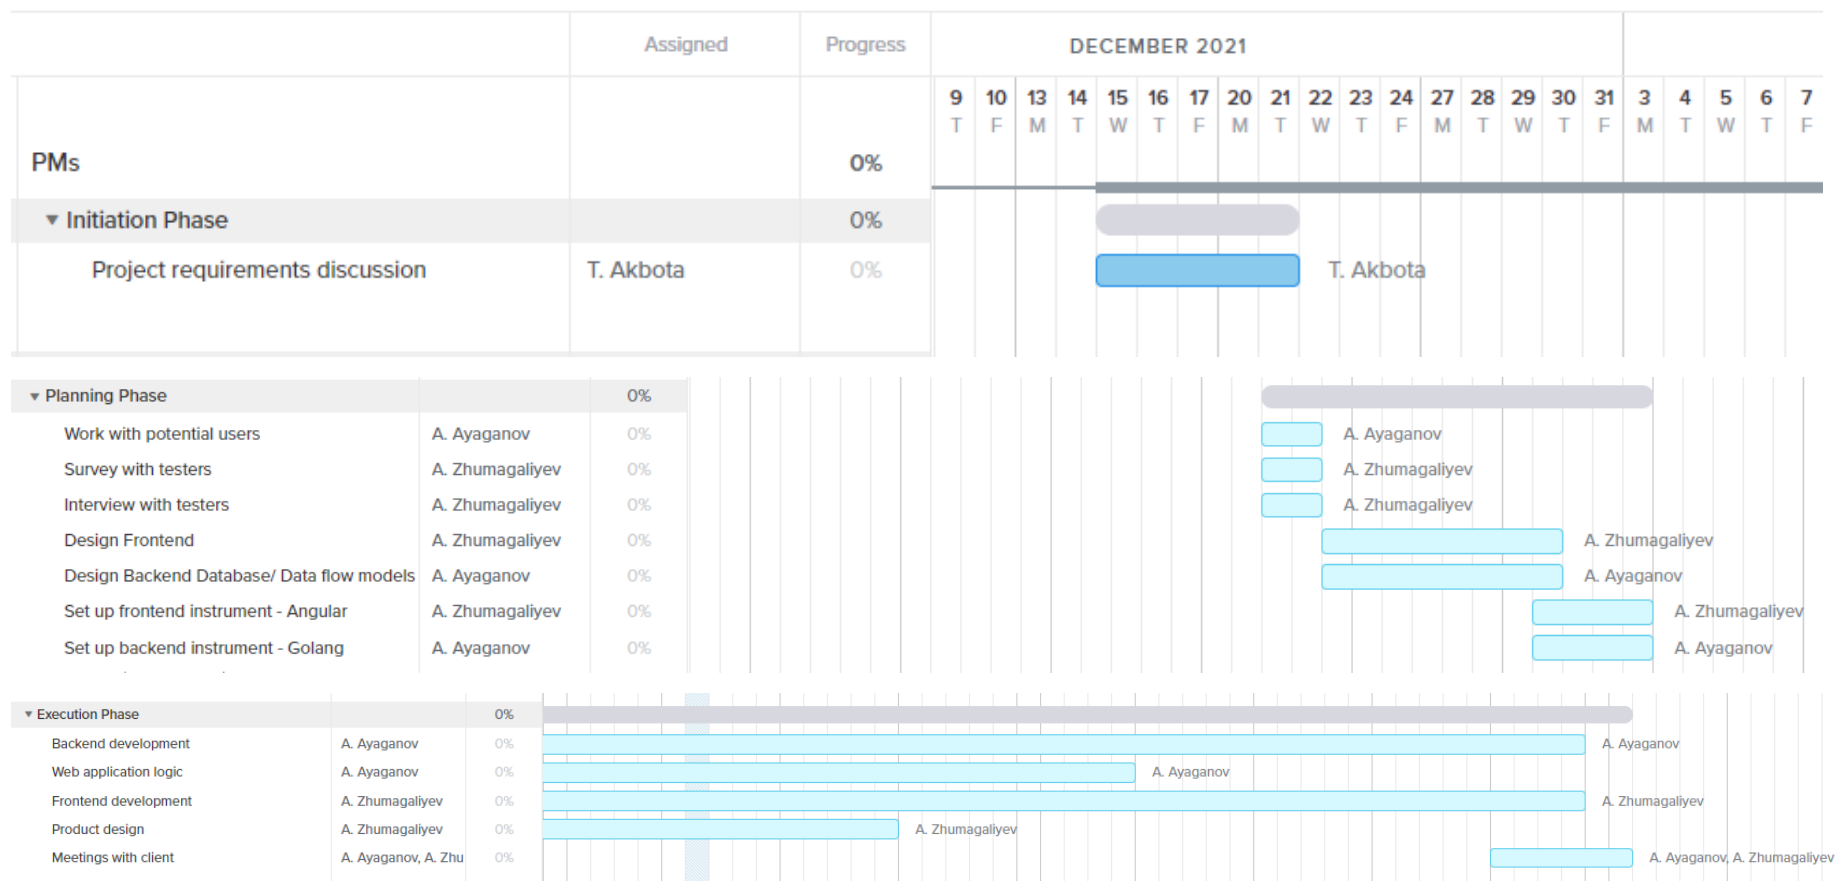 Assigned Progress DECEMBER 2021
9 10 13 14 15 16 17 20 21 22 23 24 27 28 29 30 31 3 4 5 6 7
T F M T W T F M T W T F M T W T F M T W T F
PMs 0%
Initiation Phase 0%
Project requirements discussion T. Akbota 0% T. Akbota
Planning Phase 0%
Work with potential users A. Ayaganov 0% A. Ayaganov
Survey with testers A. Zhumagaliyev 0% A. Zhumagaliyev
Interview with testers A. Zhumagaliyev 0% A. Zhumagaliyev
Design Frontend A. Zhumagaliyev 0% A. Zhumagaliyev
Design Backend Database/ Data flow models A. Ayaganov 0% A. Ayaganov
Set up frontend instrument - Angular A. Zhumagaliyev 0% A. Zhumagaliyev
Set up backend instrument - Golang A. Ayaganov 0% A. Ayaganov
Execution Phase 0%
Backend development A. Ayaganov 0% A. Ayaganov
Web application logic A. Ayaganov 0% A. Ayaganov
Frontend development A. Zhumagaliyev 0% A. Zhumagaliyev
Product design A. Zhumagaliyev 0% A. Zhumagaliyev
Meetings with client A. Ayaganov, A. Zhu 0% A. Ayaganov, A. Zhumagaliyev